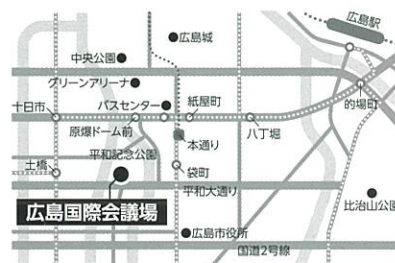 広島駅
広島城
中央公園
グリーンアリーナ
バスセンター
紙屋町
的場町
十日市
原爆ドーム前
本通り
八丁堀
平和記念公園
土橋
袋町
平和大通り
比治山公園
広島国際会議場
広島市役所
国道2号線